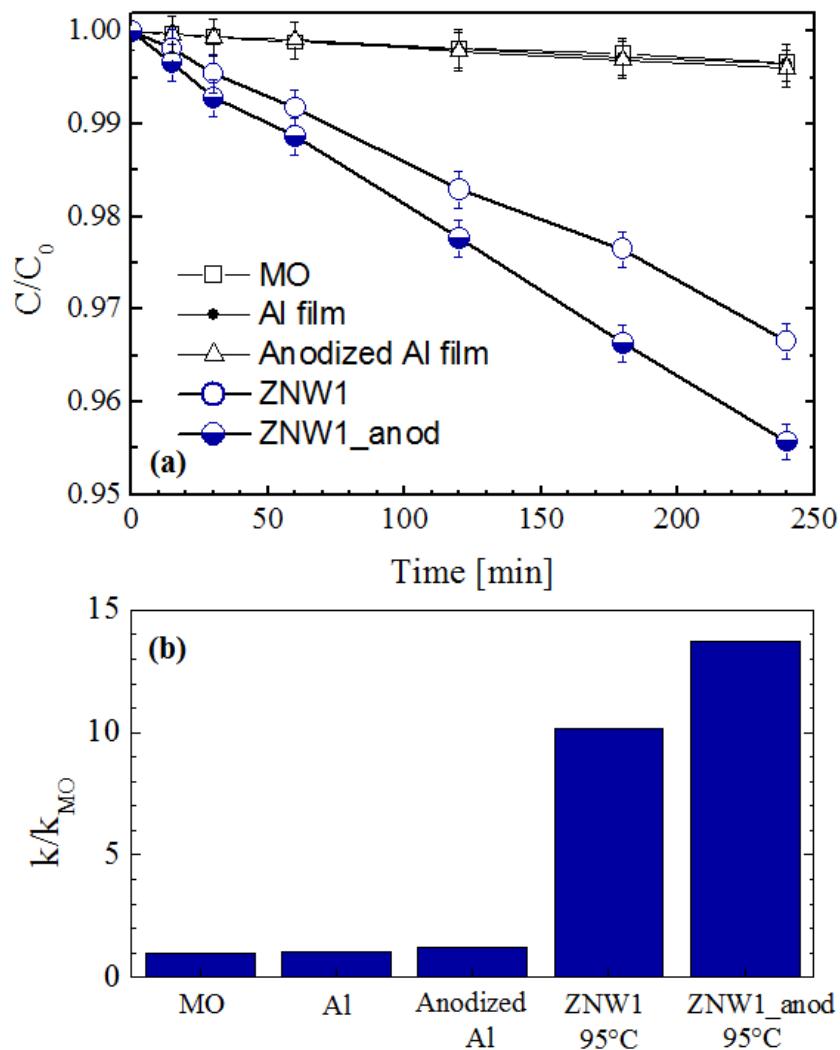 1.00
0.99
0.98
0.97
0.96
0.95
C/C0
MO
Al film
Anodized Al film
ZNW1
ZNW1_anod
(a)
0 50 100 150 200 250
Time [min]
15
10
5
0
k/kMO
(b)
MO Al Anodized Al ZNW1 95°C ZNW1_anod 95°C